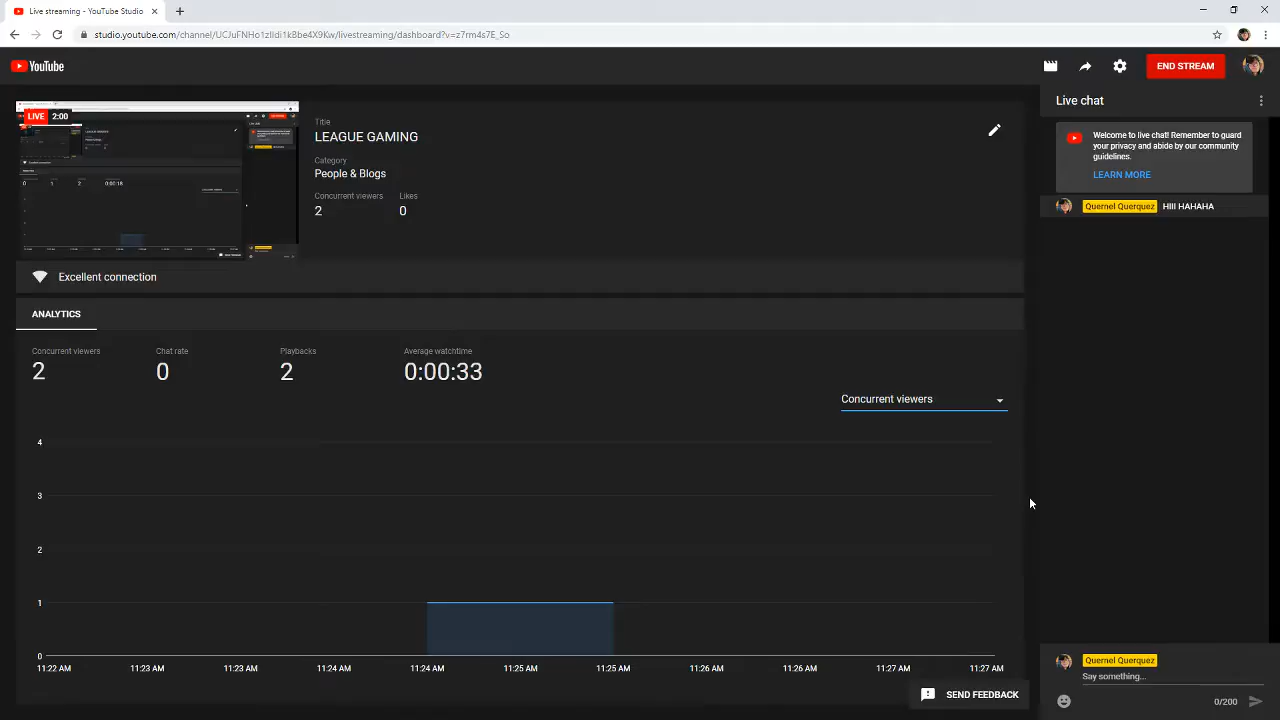 Live streaming - YouTube Studio
studio.youtube.com/channel/UCJuFNHo1zIIdi1kBbe4X9Kw/livestreaming/dashboard?v=z7rm4s7E_So
YouTube
END STREAM
LIVE 2:00
Title
LEAGUE GAMING
Category
People & Blogs
Concurrent viewers Likes
2 0
Excellent connection
ANALYTICS
Concurrent viewers Chat rate Playbacks Average watchtime
2 0 2 0:00:33
Concurrent viewers
4
3
2
1
0
11:22 AM 11:23 AM 11:23 AM 11:24 AM 11:24 AM 11:25 AM 11:25 AM 11:26 AM 11:26 AM 11:27 AM 11:27 AM
SEND FEEDBACK
Live chat
Welcome to live chat! Remember to guard
your privacy and abide by our community
guidelines.
LEARN MORE
Quernel Querquez HIII HAHAHA
Quernel Querquez
Say something...
0/200